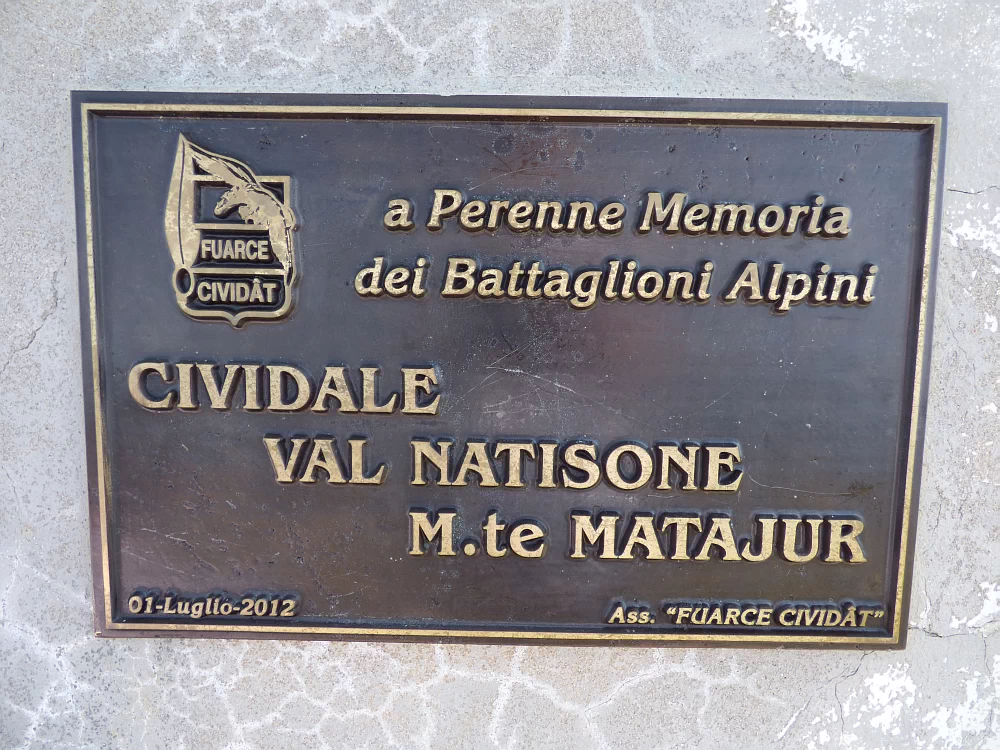 FUARCE
CIVIDÂT
a Perenne Memoria
dei Battaglioni Alpini
CIVIDALE
VAL NATISONE
M.te MATAJUR
01-Luglio-2012
Ass. "FUARCE CIVIDÂT"